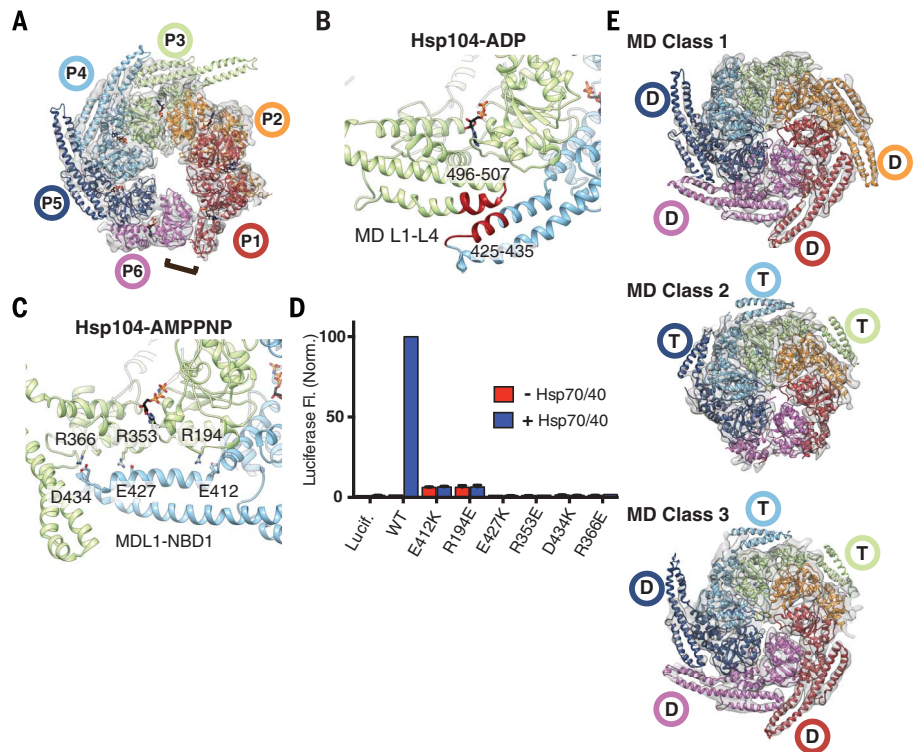 A
P3
P4
P2
P5
P1
P6
B
Hsp104-ADP
496-507
MD L1-L4
425-435
C
Hsp104-AMPPNP
R366
R353
R194
D434
E427
E412
MDL1-NBD1
D
Luciferase Fl. (Norm.)
100
50
0
- Hsp70/40
+ Hsp70/40
Lucif.
WT
E412K
R194E
E427K
R353E
D434K
R366E
E
MD Class 1
D
D
D
D
MD Class 2
T
T
T
MD Class 3
T
T
D
D
D